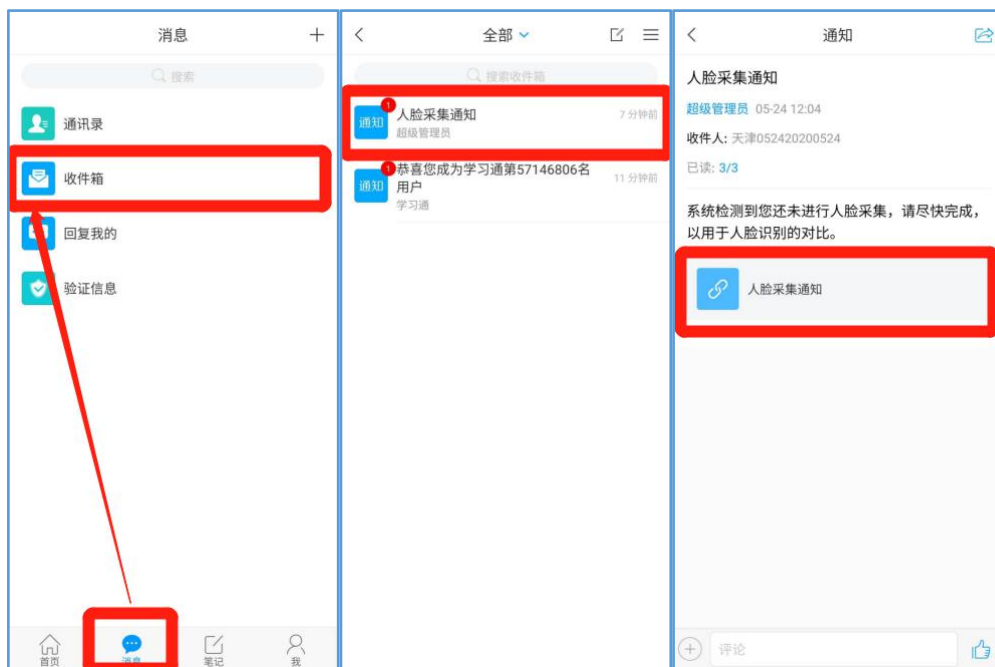 消息
搜索
通讯录
收件箱
回复我的
验证信息
首页
消息
笔记
我
全部
搜索收件箱
通知
1
人脸采集通知
7 分钟前
超级管理员
通知
1
恭喜您成为学习通第57146806名
用户
11 分钟前
学习通
通知
人脸采集通知
超级管理员 05-24 12:04
收件人: 天津052420200524
已读: 3/3
系统检测到您还未进行人脸采集，请尽快完成，
以用于人脸识别的对比。
人脸采集通知
评论